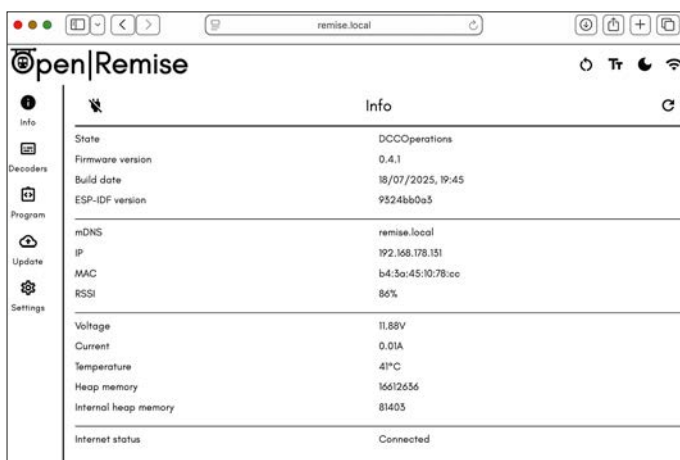 remise.local
Open|Remise
Tт
Info
Info
State DCCOperations
Firmware version 0.4.1
Build date 18/07/2025, 19:45
ESP-IDF version 9324bb0a3
mDNS remise.local
IP 192.168.178.131
MAC b4:3a:45:10:78:cc
RSSI 86%
Voltage 11.88V
Current 0.01A
Temperature 41°C
Heap memory 16612636
Internal heap memory 81403
Internet status Connected
Decoders
Program
Update
Settings